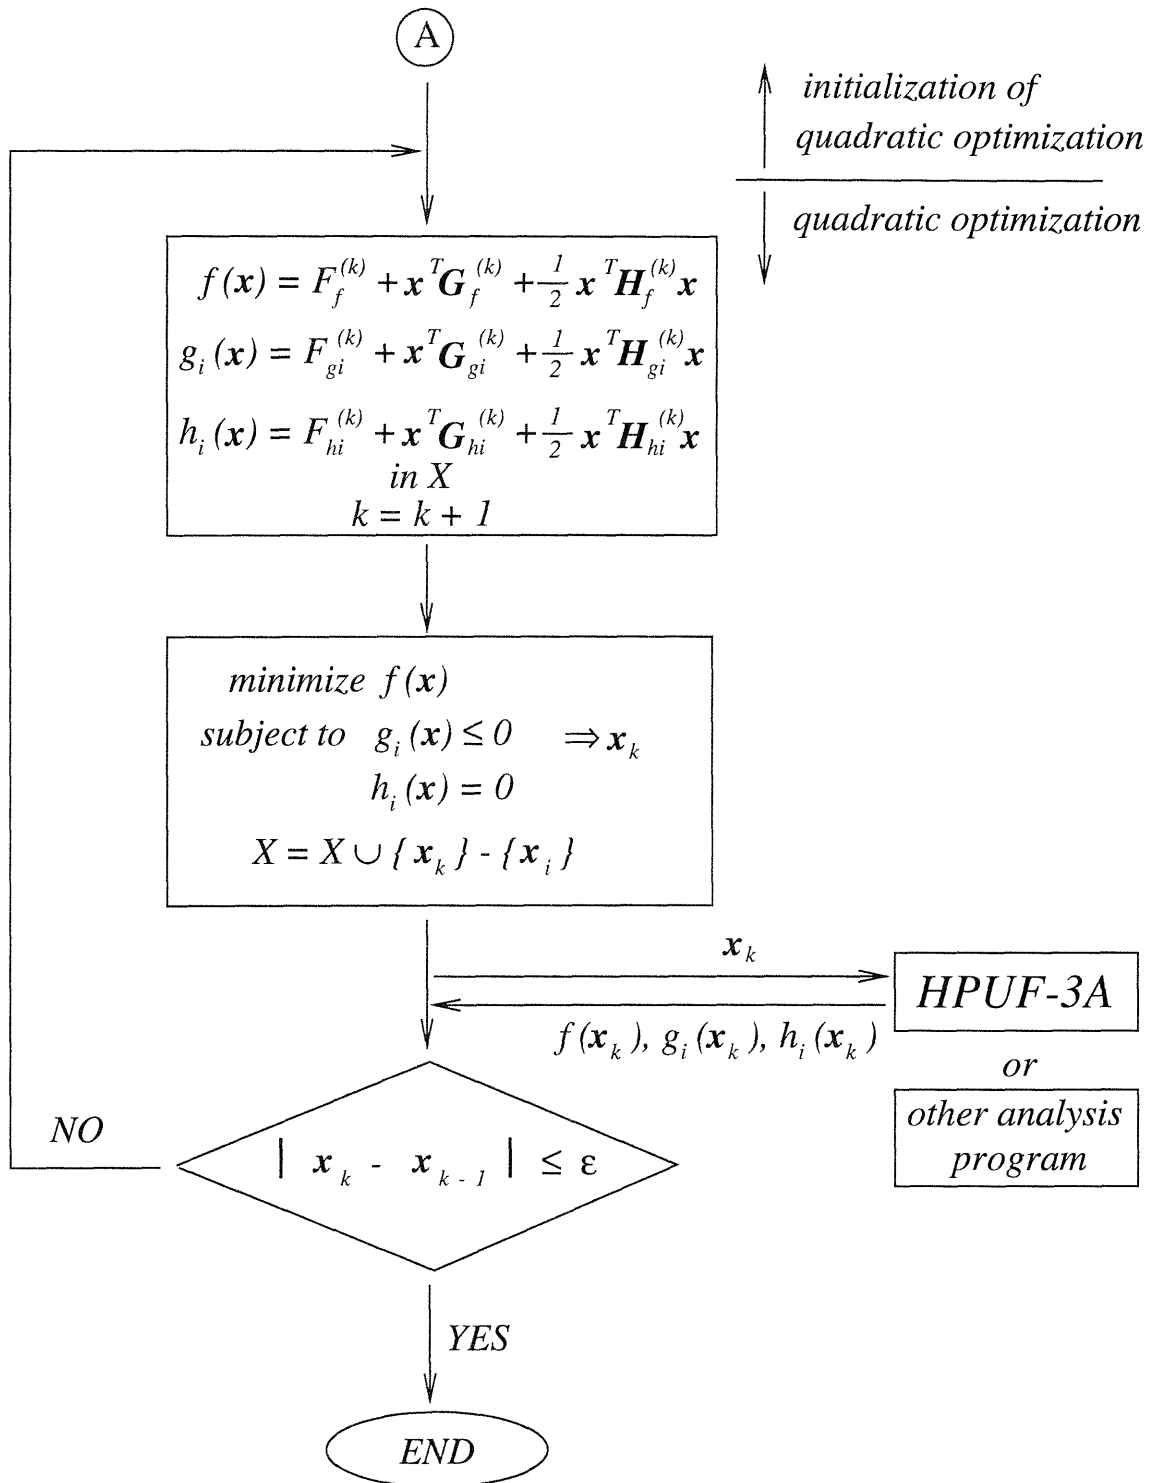 A
initialization of
quadratic optimization
quadratic optimization
f(x) = F_f^(k) + x^T G_f^(k) + 1/2 x^T H_f^(k) x
g_i(x) = F_gi^(k) + x^T G_gi^(k) + 1/2 x^T H_gi^(k) x
h_i(x) = F_hi^(k) + x^T G_hi^(k) + 1/2 x^T H_hi^(k) x
in X
k = k + 1
minimize f(x)
subject to g_i(x) ≤ 0 ⇒ x_k
h_i(x) = 0
X = X ∪ { x_k } - { x_i }
x_k
HPUF-3A
f(x_k), g_i(x_k), h_i(x_k)
or
other analysis
program
NO
| x_k - x_k-1 | ≤ ε
YES
END